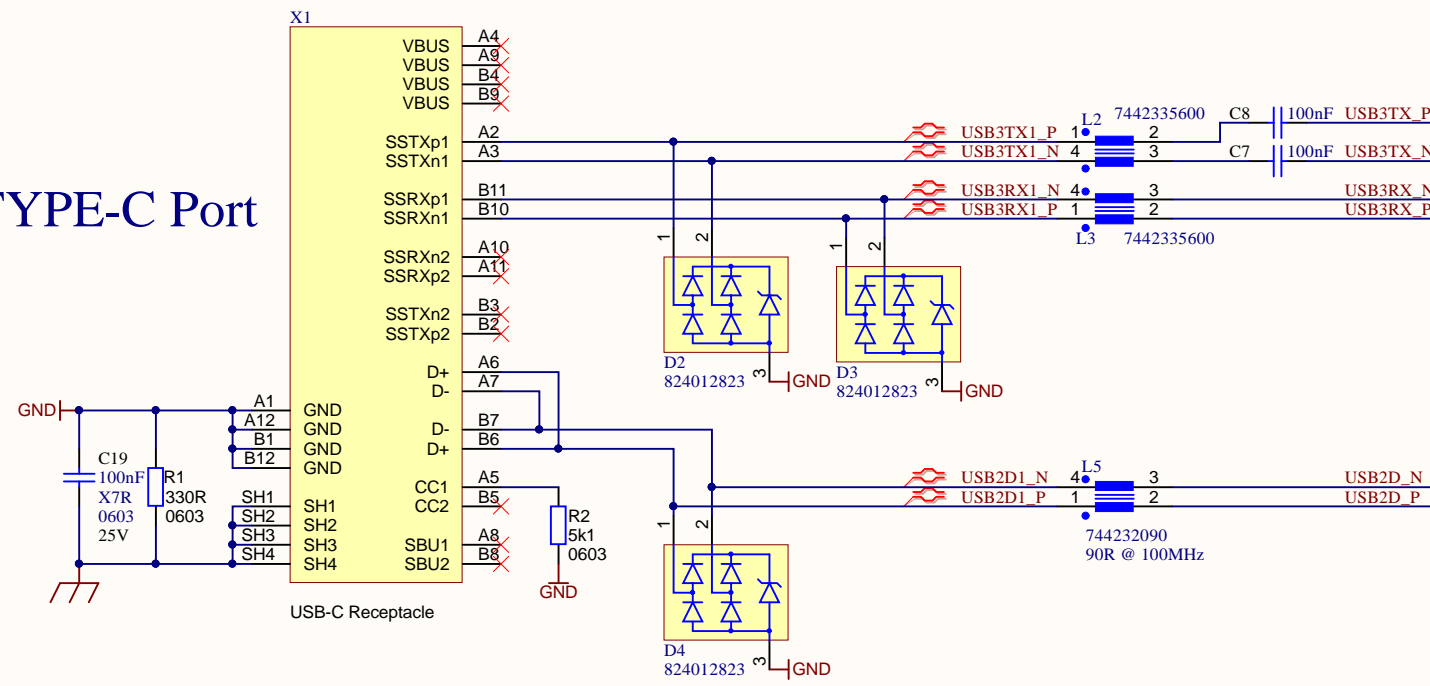 X1
VBUS A4
VBUS A9
VBUS B4
VBUS B9
SSTXp1 A2
SSTXn1 A3
SSRXp1 B11
SSRXn1 B10
SSRXn2 A10
SSRXp2 A11
SSTXn2 B3
SSTXp2 B2
D+ A6
D- A7
D- B7
D+ B6
CC1 A5
CC2 B5
SBU1 A8
SBU2 B8
A1 GND
A12 GND
B1 GND
B12 GND
SH1 SH1
SH2 SH2
SH3 SH3
SH4 SH4
USB-C Receptacle
TYPE-C Port
GND
C19
100nF
X7R
0603
25V
R1
330R
0603
R2
5k1
0603
GND
USB3TX1_P 1 L2 7442335600 2 C8 100nF USB3TX_P
USB3TX1_N 4 3 C7 100nF USB3TX_N
USB3RX1_N 4 3 USB3RX_N
USB3RX1_P 1 2 USB3RX_P
L3 7442335600
1 2
D2
824012823
3 GND
1 2
D3
824012823
3 GND
L5
USB2D1_N 4 3 USB2D_N
USB2D1_P 1 2 USB2D_P
744232090
90R @ 100MHz
1 2
D4
824012823
3 GND